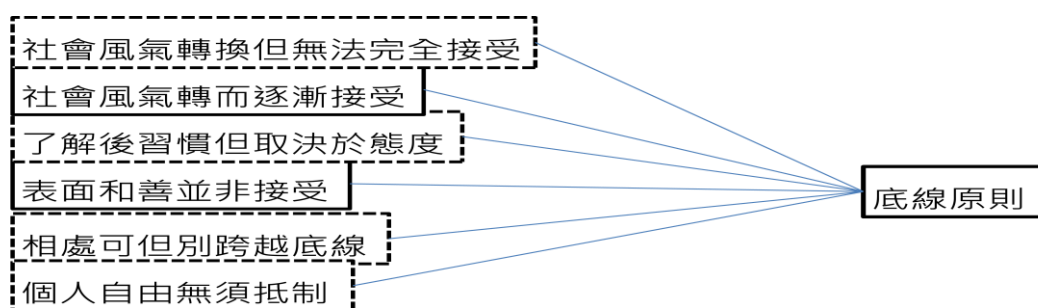 社會風氣轉換但無法完全接受
社會風氣轉而逐漸接受
了解後習慣但取決於態度
表面和善並非接受
相處可但別跨越底線
個人自由無須抵制
底線原則